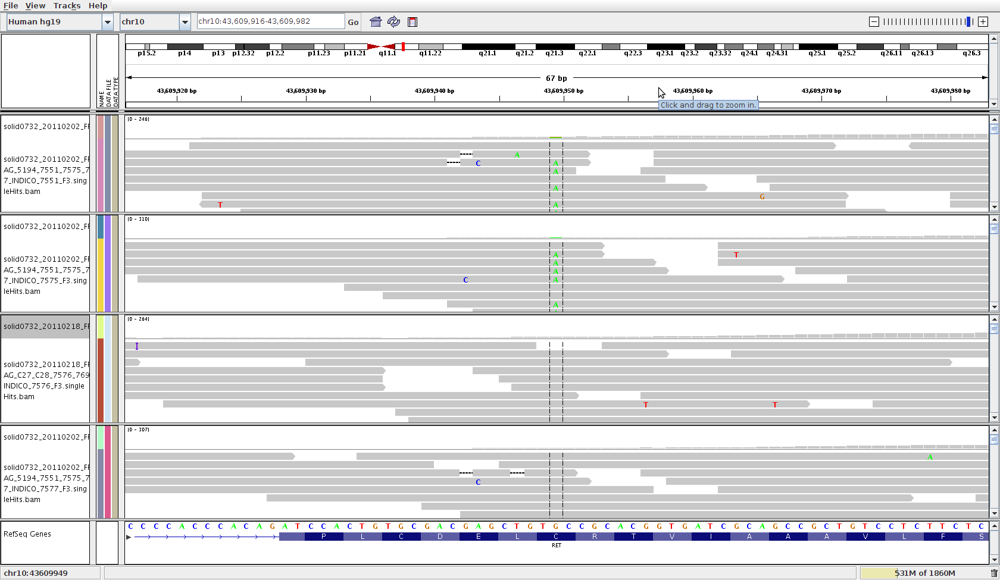 File View Tracks Help
Human hg19 chr10 chr10:43,609,916-43,609,982 Go
p15.2 p14 p13 p12.32 p12.2 p11.23 p11.21 q11.1 q11.22 q21.1 q21.2 q21.3 q22.1 q22.3 q23.1 q23.2 q23.32 q24.1 q24.31 q25.1 q25.2 q26.11 q26.13 q26.3
67 bp
43,609,920 bp 43,609,930 bp 43,609,940 bp 43,609,950 bp 43,609,960 bp 43,609,970 bp 43,609,980 bp
NAME
DATA FILE
DATA TYPE
Click and drag to zoom in.
solid0732_20110202_FF
[0 - 246]
solid0732_20110202_FF
AG_5194_7551_7575_7
7_INDICO_7551_F3.sing
leHits.bam
A
C A
A
A
G
T A
solid0732_20110202_FF
[0 - 310]
solid0732_20110202_FF
AG_5194_7551_7575_7
7_INDICO_7575_F3.sing
leHits.bam
A T
A
A
C A
A
solid0732_20110218_FF
[0 - 264]
solid0732_20110218_FF
AG_C27_C28_7576_769
INDICO_7576_F3.single
Hits.bam
I
T T
solid0732_20110202_FF
[0 - 307]
solid0732_20110202_FF
AG_5194_7551_7575_7
7_INDICO_7577_F3.sing
leHits.bam
A
C
C C C C A C C C A C A G A T C C A C T G T G C G A C G A G C T G T G C C G C A C G G T G A T C G C A G C C G C T G T C C T C T T C T C
RefSeq Genes
P L C D E L C R T V I A A A V L F S
RET
chr10:43609949 531M of 1860M